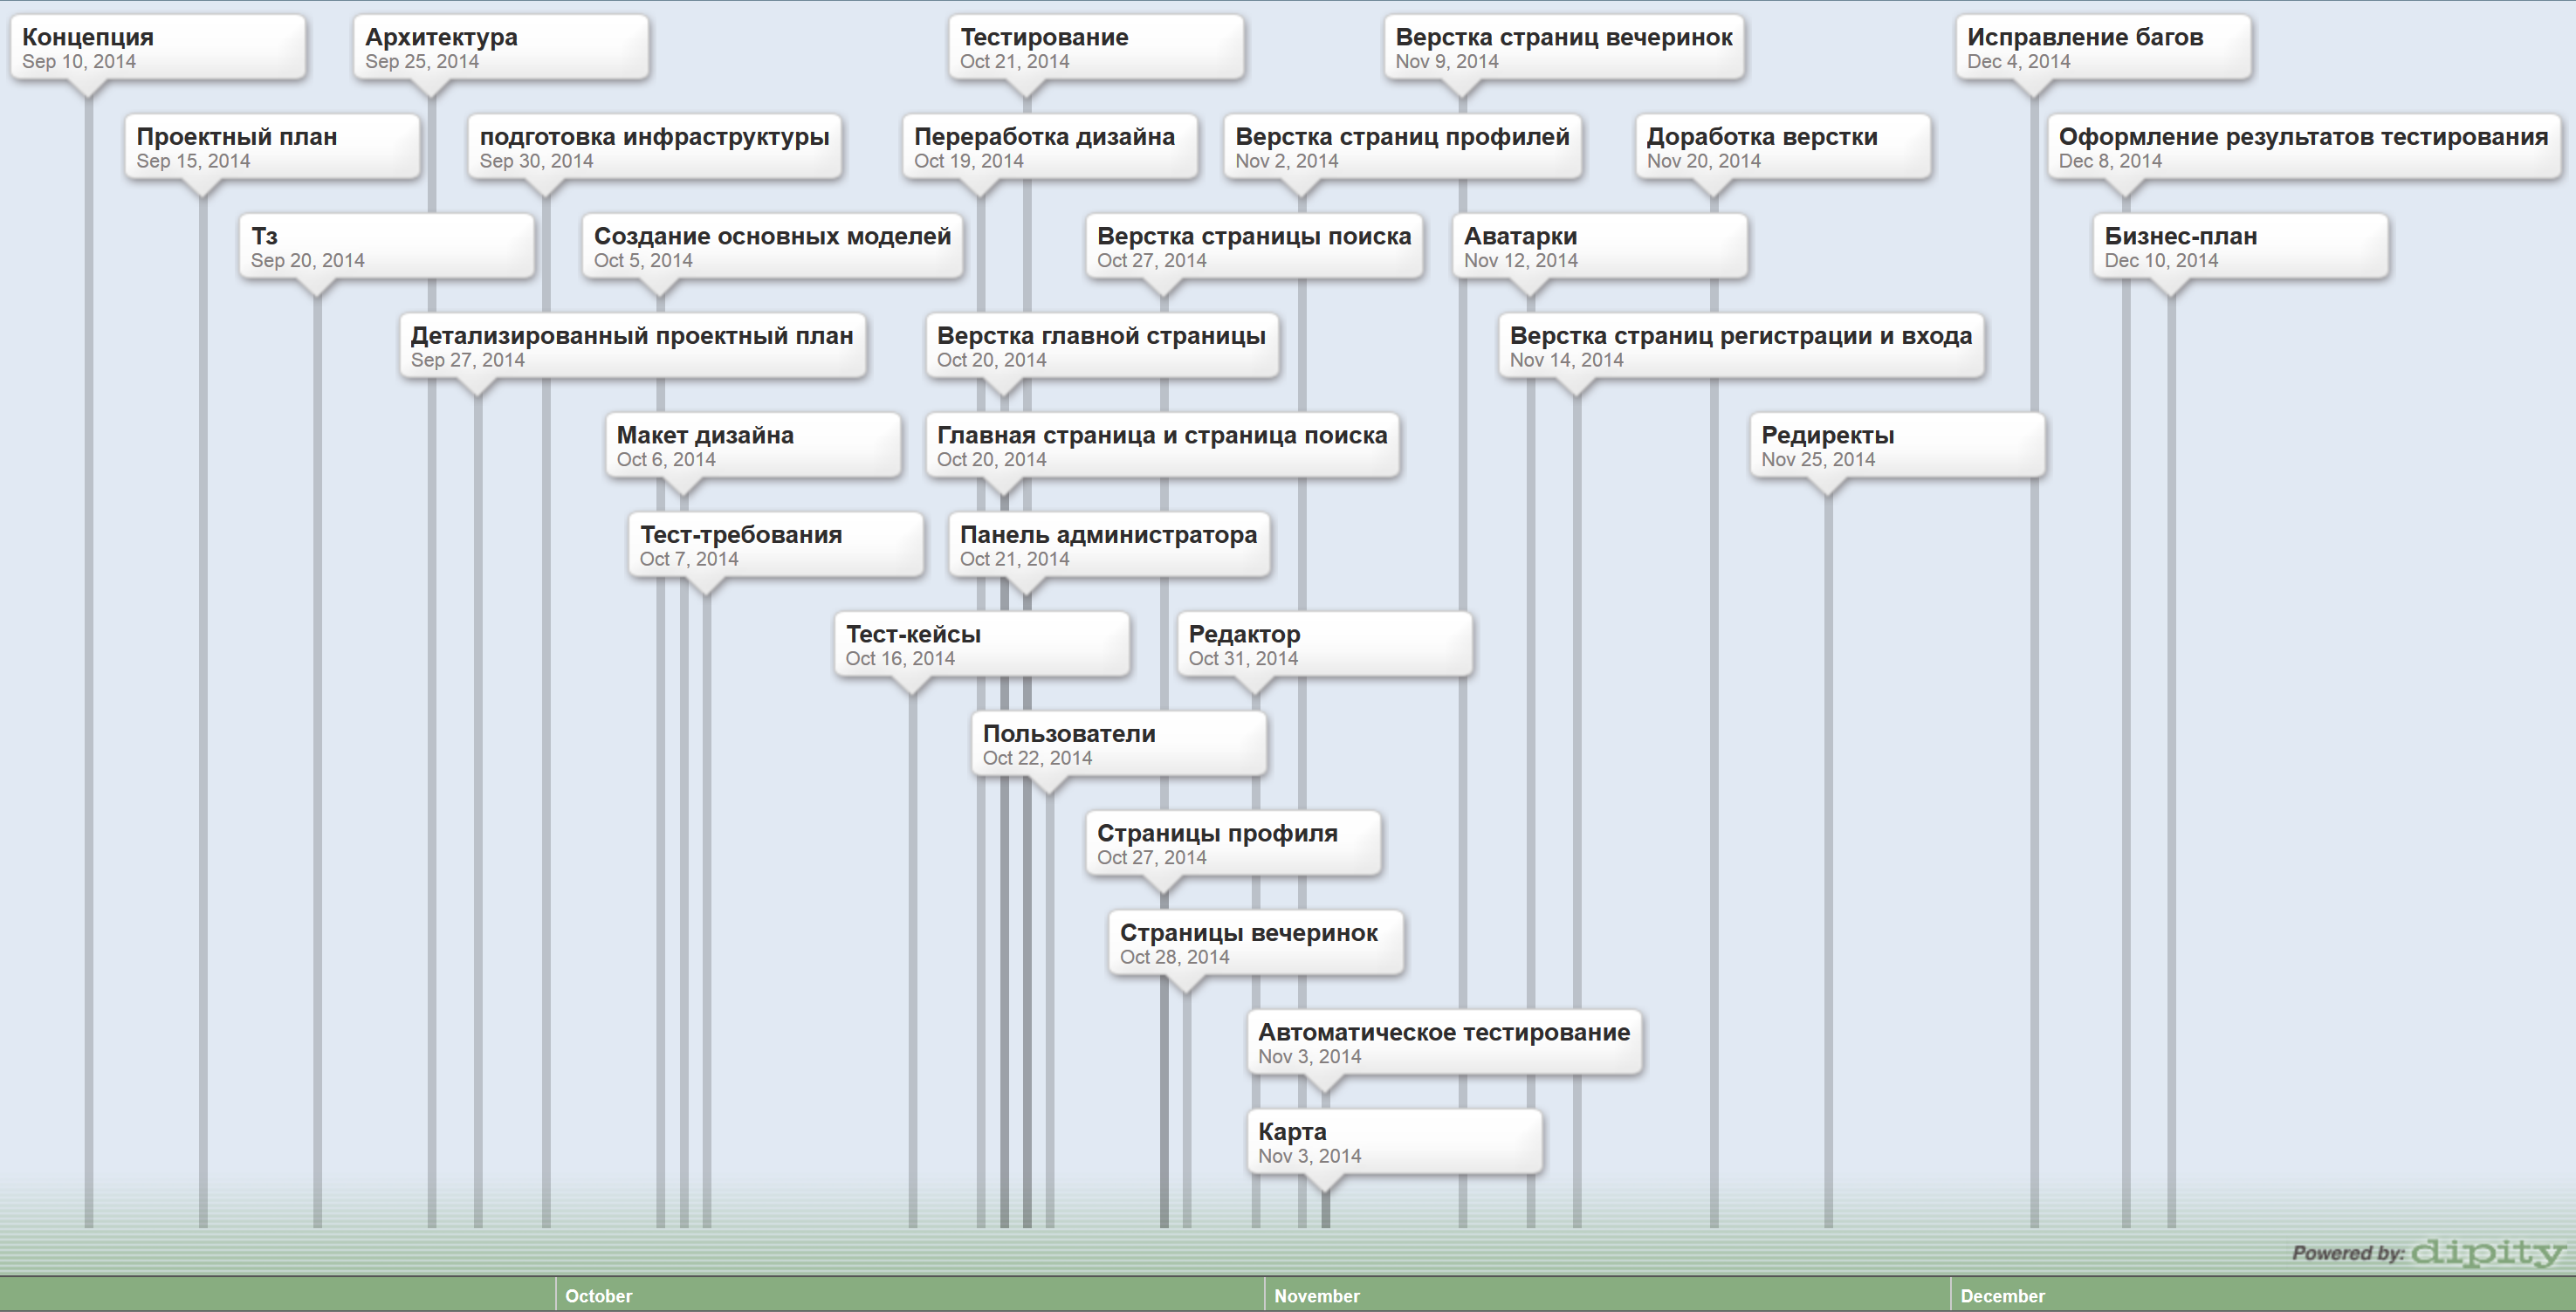 Концепция
Sep 10, 2014
Архитектура
Sep 25, 2014
Тестирование
Oct 21, 2014
Верстка страниц вечеринок
Nov 9, 2014
Исправление багов
Dec 4, 2014
Проектный план
Sep 15, 2014
подготовка инфраструктуры
Sep 30, 2014
Переработка дизайна
Oct 19, 2014
Верстка страниц профилей
Nov 2, 2014
Доработка верстки
Nov 20, 2014
Оформление результатов тестирования
Dec 8, 2014
Тз
Sep 20, 2014
Создание основных моделей
Oct 5, 2014
Верстка страницы поиска
Oct 27, 2014
Аватарки
Nov 12, 2014
Бизнес-план
Dec 10, 2014
Детализированный проектный план
Sep 27, 2014
Верстка главной страницы
Oct 20, 2014
Верстка страниц регистрации и входа
Nov 14, 2014
Макет дизайна
Oct 6, 2014
Главная страница и страница поиска
Oct 20, 2014
Редиректы
Nov 25, 2014
Тест-требования
Oct 7, 2014
Панель администратора
Oct 21, 2014
Тест-кейсы
Oct 16, 2014
Редактор
Oct 31, 2014
Пользователи
Oct 22, 2014
Страницы профиля
Oct 27, 2014
Страницы вечеринок
Oct 28, 2014
Автоматическое тестирование
Nov 3, 2014
Карта
Nov 3, 2014
Powered by: dipity
October
November
December